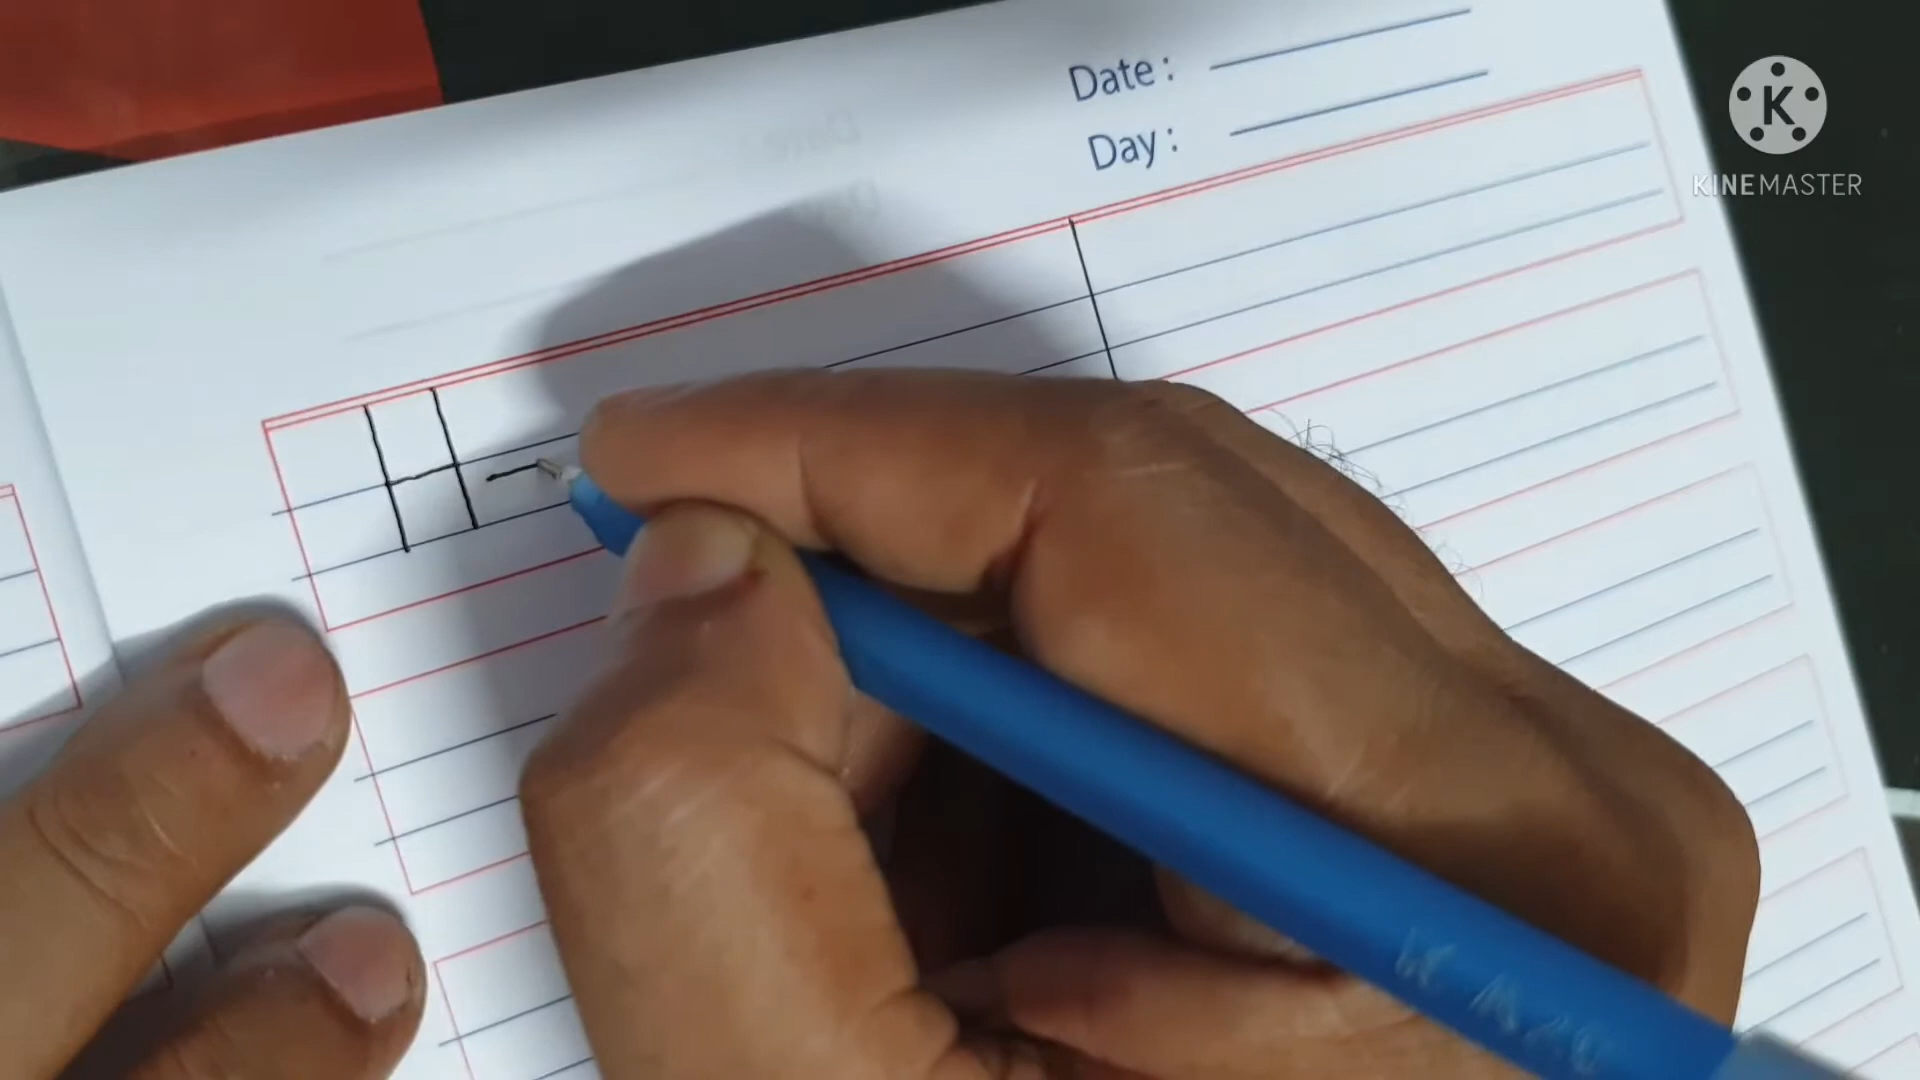 Date :
Day :
KINEMASTER
H -